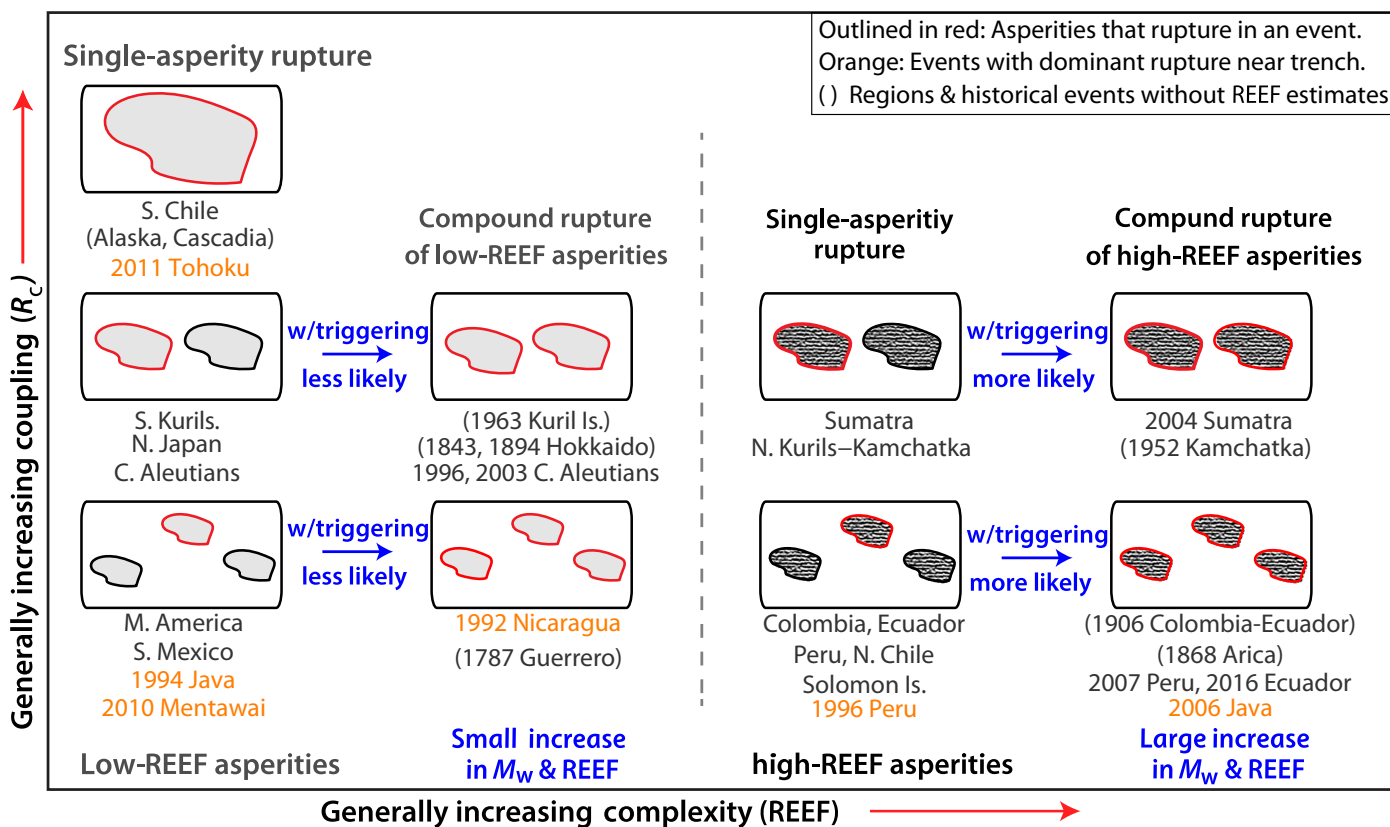 Outlined in red: Asperities that rupture in an event.
Orange: Events with dominant rupture near trench.
( ) Regions & historical events without REEF estimates
Single-asperity rupture
S. Chile
(Alaska, Cascadia)
2011 Tohoku
Compound rupture
of low-REEF asperities
Single-asperitiy
rupture
Compund rupture
of high-REEF asperities
w/triggering
less likely
w/triggering
more likely
S. Kurils.
N. Japan
C. Aleutians
(1963 Kuril Is.)
(1843, 1894 Hokkaido)
1996, 2003 C. Aleutians
Sumatra
N. Kurils–Kamchatka
2004 Sumatra
(1952 Kamchatka)
w/triggering
less likely
w/triggering
more likely
M. America
S. Mexico
1994 Java
2010 Mentawai
1992 Nicaragua
(1787 Guerrero)
Colombia, Ecuador
Peru, N. Chile
Solomon Is.
1996 Peru
(1906 Colombia-Ecuador)
(1868 Arica)
2007 Peru, 2016 Ecuador
2006 Java
Low-REEF asperities
Small increase
in Mw & REEF
high-REEF asperities
Large increase
in Mw & REEF
Generally increasing coupling (Rc)
Generally increasing complexity (REEF)